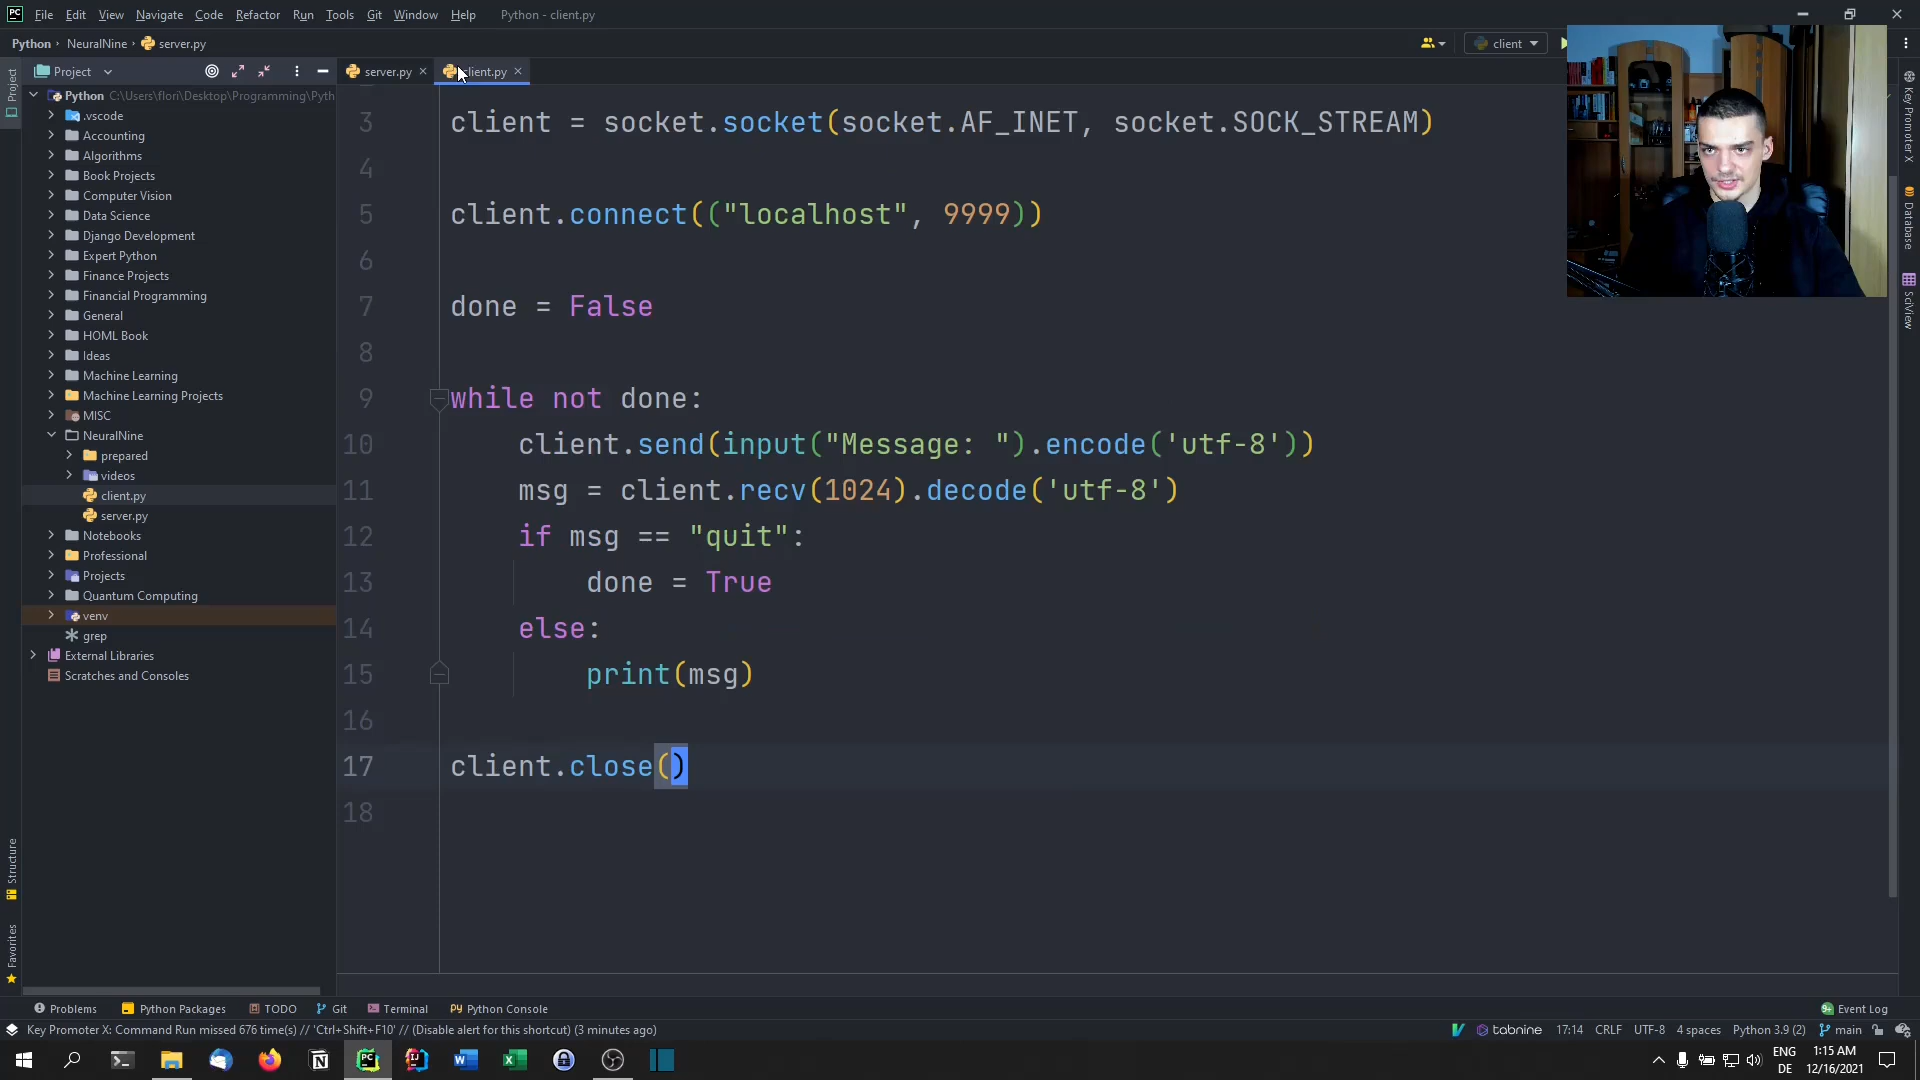 PC File Edit View Navigate Code Refactor Run Tools Git Window Help Python - client.py
Python › NeuralNine › server.py
client
Project
server.py
client.py
Python C:\Users\flori\Desktop\Programming\Pyth
.vscode
Accounting
Algorithms
Book Projects
Computer Vision
Data Science
Django Development
Expert Python
Finance Projects
Financial Programming
General
HOML Book
Ideas
Machine Learning
Machine Learning Projects
MISC
NeuralNine
prepared
videos
client.py
server.py
Notebooks
Professional
Projects
Quantum Computing
venv
grep
External Libraries
Scratches and Consoles
3 client = socket.socket(socket.AF_INET, socket.SOCK_STREAM)
4
5 client.connect(("localhost", 9999))
6
7 done = False
8
9 while not done:
10 client.send(input("Message: ").encode('utf-8'))
11 msg = client.recv(1024).decode('utf-8')
12 if msg == "quit":
13 done = True
14 else:
15 print(msg)
16
17 client.close()
18
Project
Structure
Favorites
Key Promoter X
Database
SciView
Problems Python Packages TODO Git Terminal Python Console Event Log
Key Promoter X: Command Run missed 676 time(s) // 'Ctrl+Shift+F10' // (Disable alert for this shortcut) (3 minutes ago)
tabnine 17:14 CRLF UTF-8 4 spaces Python 3.9 (2) main
ENG
DE
1:15 AM
12/16/2021